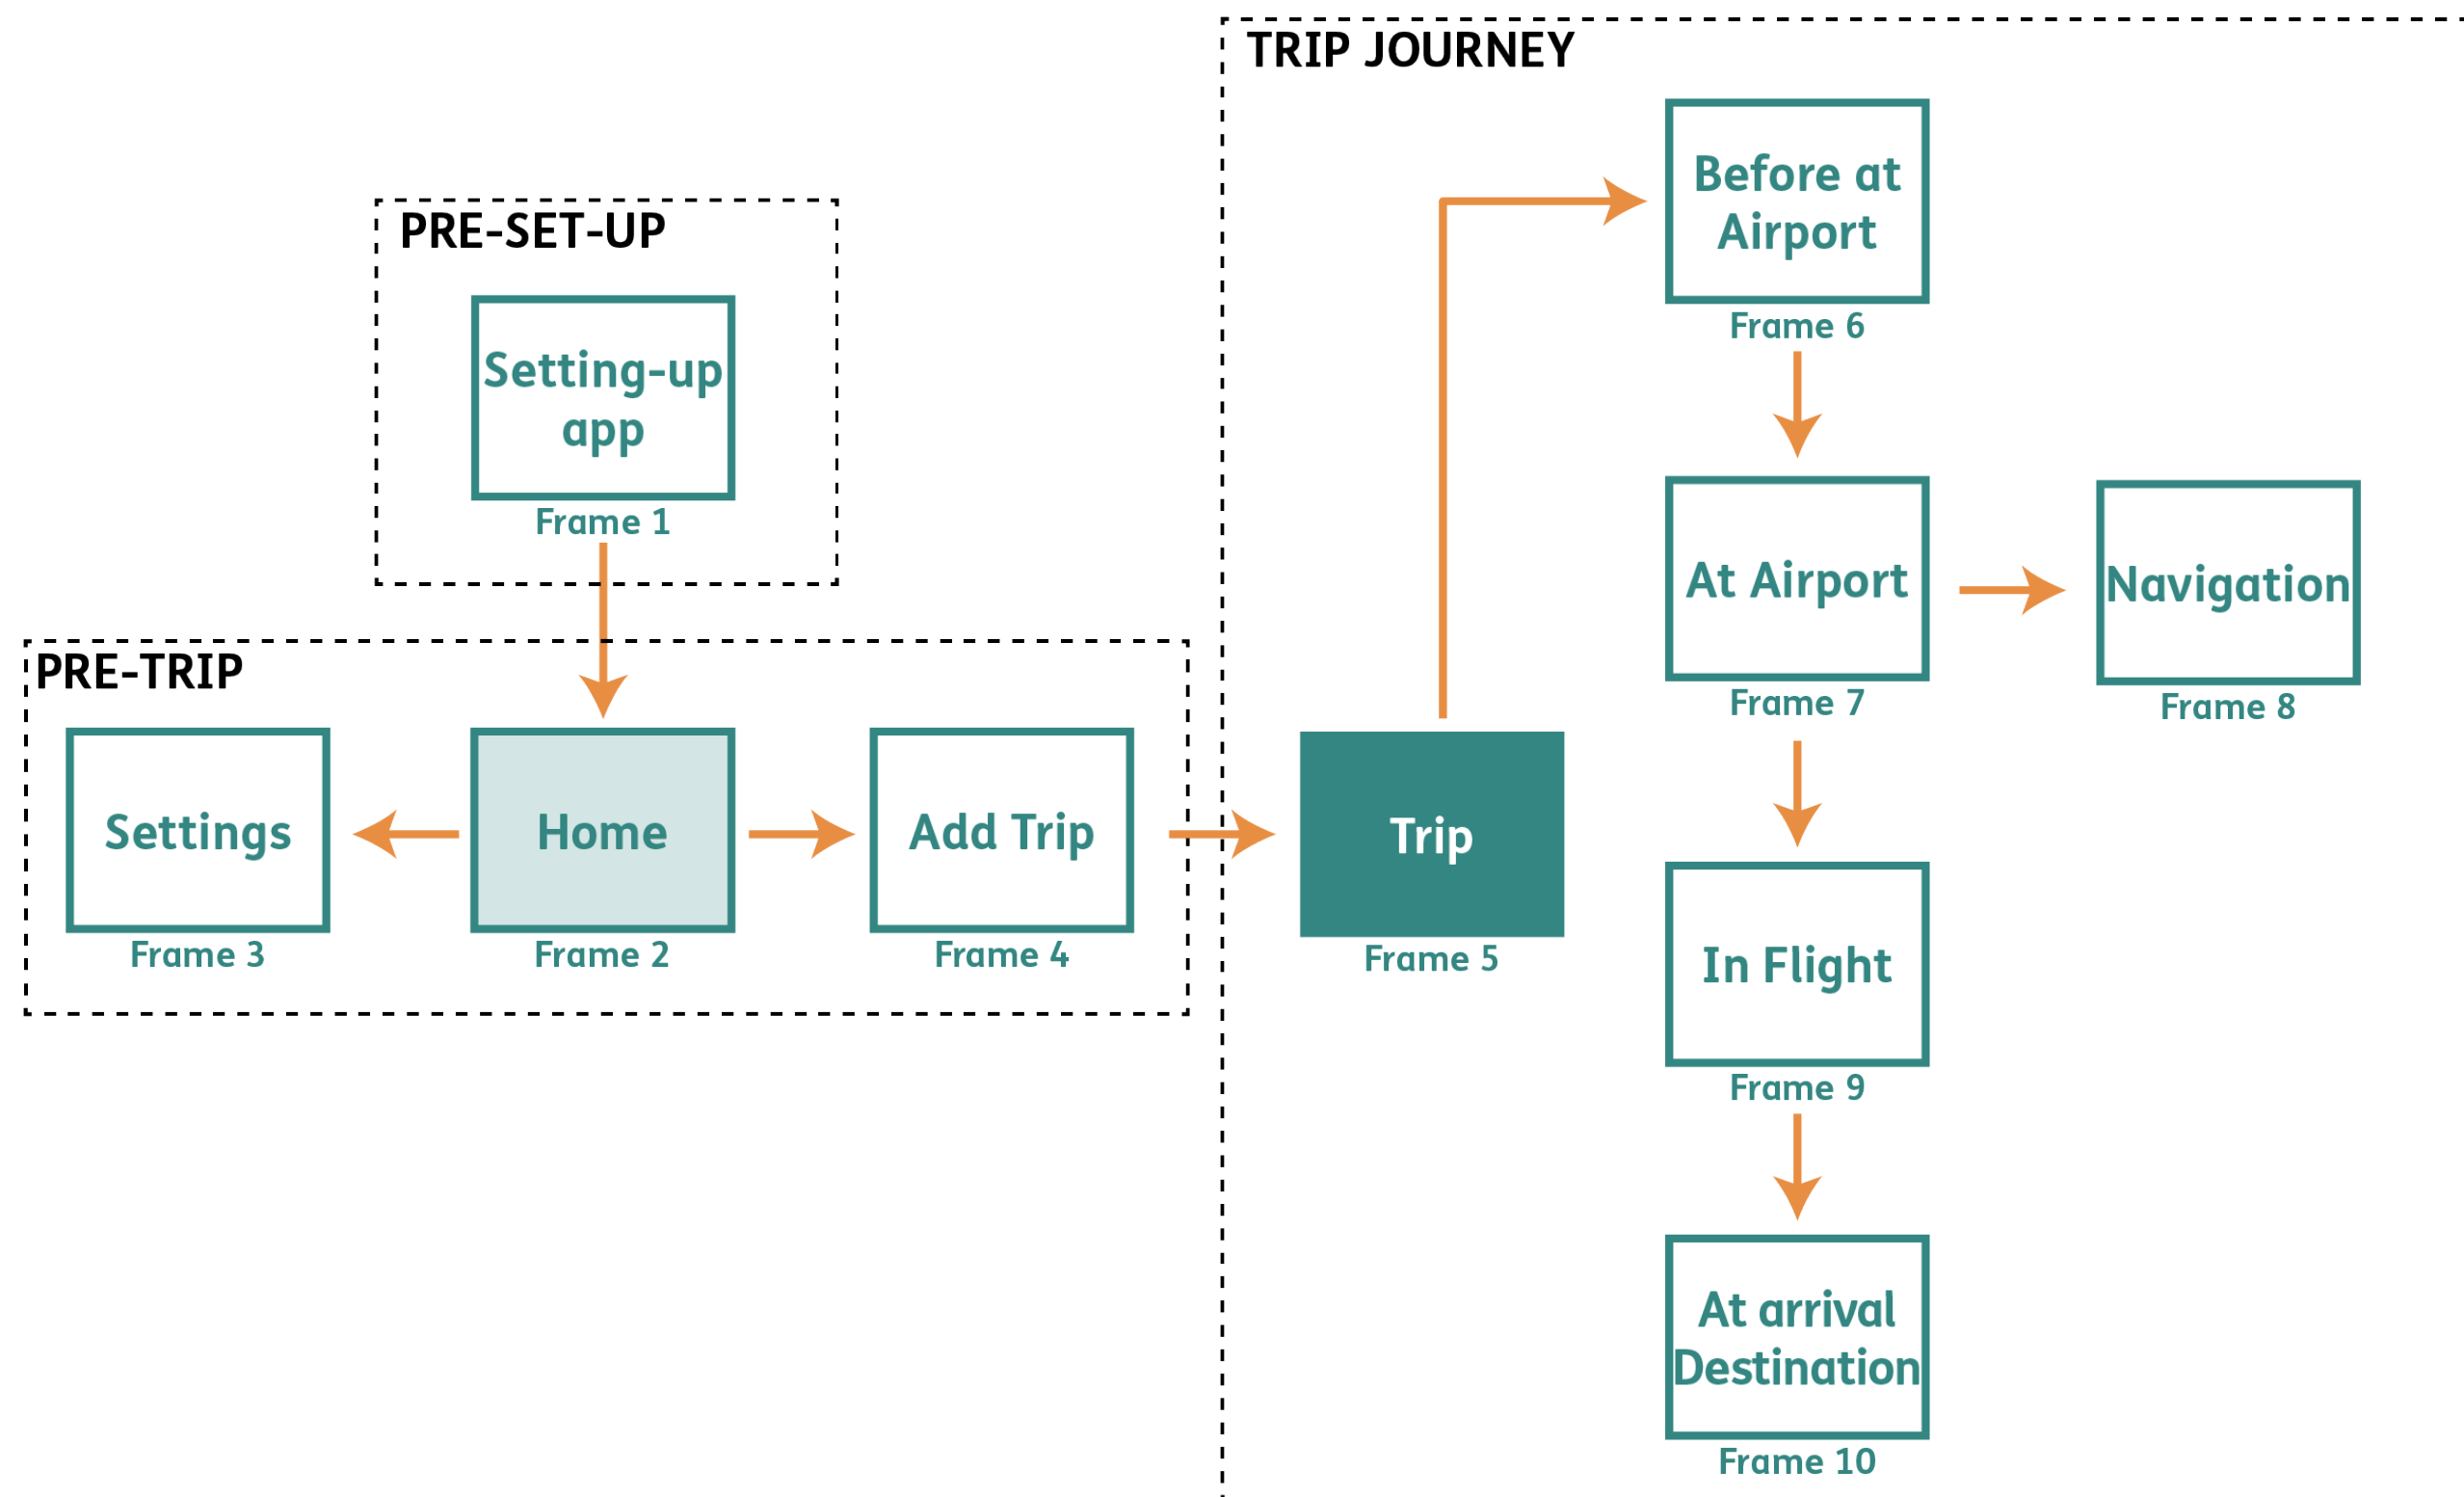 TRIP JOURNEY
Before at
Airport
Frame 6
PRE-SET-UP
Setting-up
app
Frame 1
At Airport
Frame 7
Navigation
Frame 8
PRE-TRIP
Settings
Frame 3
Home
Frame 2
Add Trip
Frame 4
Trip
Frame 5
In Flight
Frame 9
At arrival
Destination
Frame 10